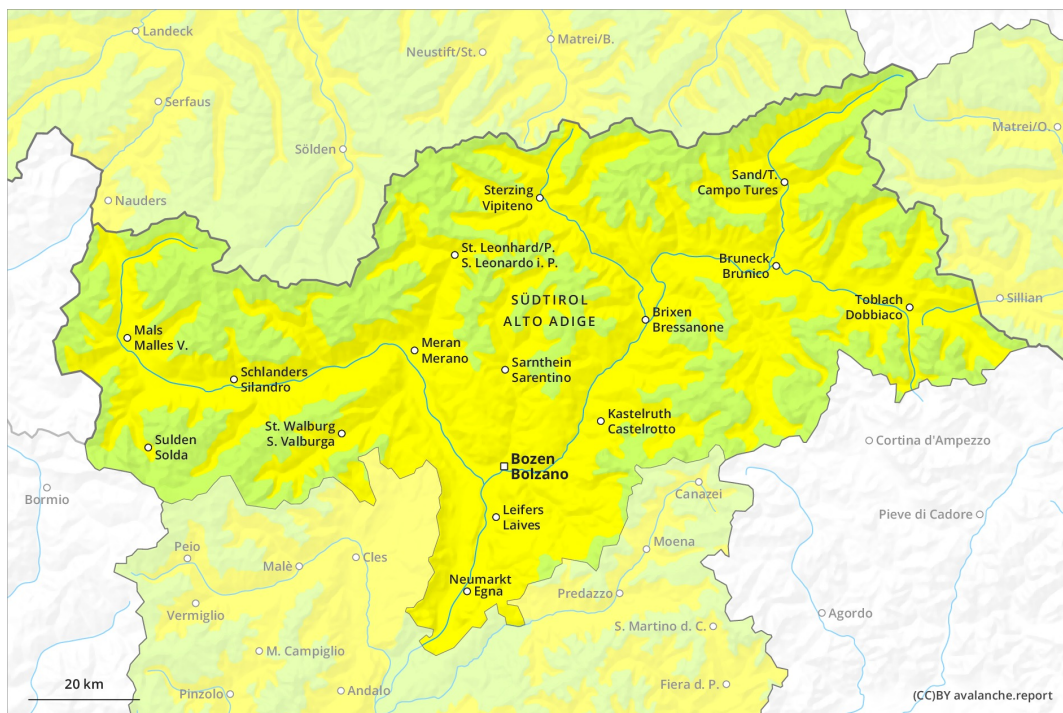 Landeck
Matrei/B.
Neustift/St.
Serfaus
Matrei/O.
Sölden
Sand/T.
Campo Tures
Sterzing
Vipiteno
Nauders
St. Leonhard/P.
S. Leonardo i. P.
Bruneck
Brunico
SÜDTIROL
ALTO ADIGE
Toblach
Dobbiaco
Sillian
Brixen
Bressanone
Mals
Malles V.
Meran
Merano
Sarnthein
Sarentino
Schlanders
Silandro
Kastelruth
Castelrotto
St. Walburg
S. Valburga
Sulden
Solda
Cortina d'Ampezzo
Bozen
Bolzano
Bormio
Canazei
Leifers
Laives
Pieve di Cadore
Peio
Moena
Cles
Malè
Neumarkt
Egna
Predazzo
Vermiglio
Agordo
S. Martino d. C.
M. Campiglio
20 km
Pinzolo
Andalo
Fiera d. P.
(CC)BY avalanche.report